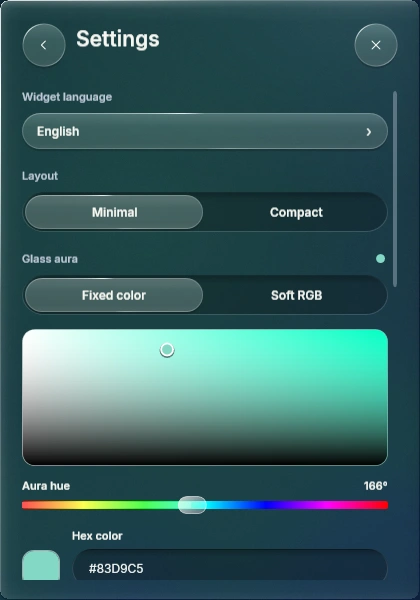 Settings
Widget language
English
Layout
Minimal Compact
Glass aura
Fixed color Soft RGB
Aura hue 166°
Hex color
#83D9C5